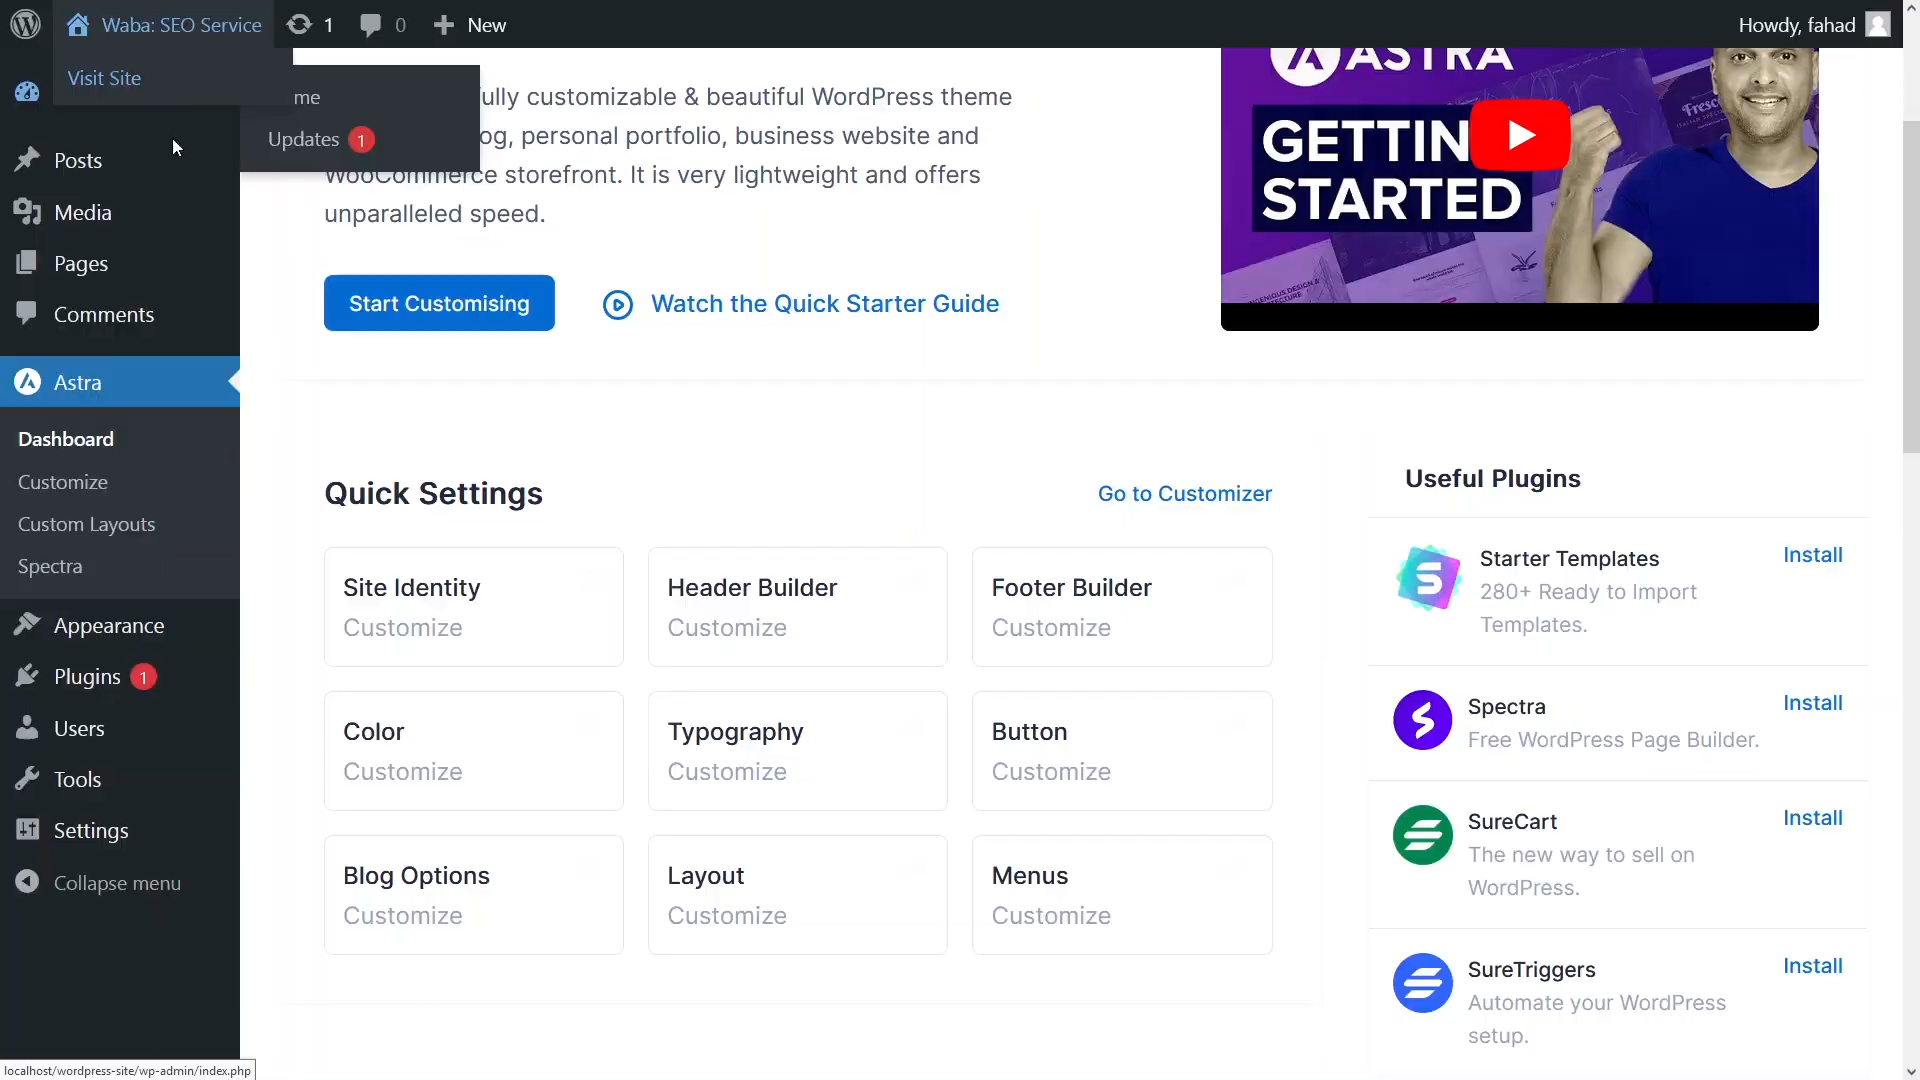 Waba: SEO Service
1
0
New
Howdy, fahad
Visit Site
me
Updates 1
Posts
Media
Pages
Comments
Astra
Dashboard
Customize
Custom Layouts
Spectra
Appearance
Plugins 1
Users
Tools
Settings
Collapse menu
ully customizable & beautiful WordPress theme
og, personal portfolio, business website and
WooCommerce storefront. It is very lightweight and offers
unparalleled speed.
Start Customising
Watch the Quick Starter Guide
ASTRA
GETTIN
STARTED
Quick Settings
Go to Customizer
Site Identity
Customize
Header Builder
Customize
Footer Builder
Customize
Color
Customize
Typography
Customize
Button
Customize
Blog Options
Customize
Layout
Customize
Menus
Customize
Useful Plugins
Starter Templates
Install
280+ Ready to Import
Templates.
Spectra
Install
Free WordPress Page Builder.
SureCart
Install
The new way to sell on
WordPress.
SureTriggers
Install
Automate your WordPress
setup.
localhost/wordpress-site/wp-admin/index.php